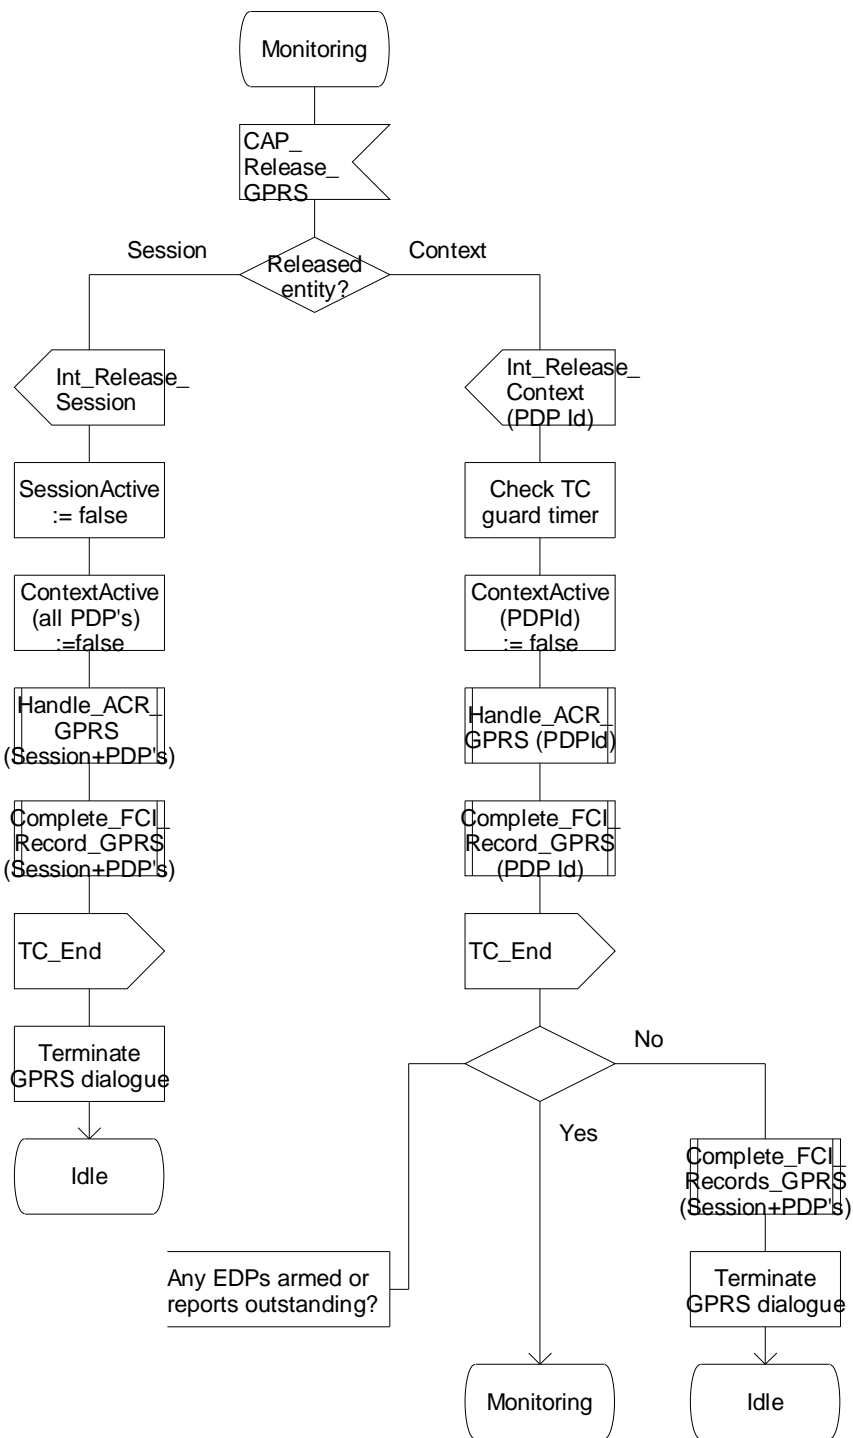 Monitoring
CAP_
Release_
GPRS
Session
Context
Released
entity?
Int_Release_
Session
Int_Release_
Context
(PDP Id)
SessionActive
:= false
Check TC
guard timer
ContextActive
(all PDP's)
:=false
ContextActive
(PDPId)
:= false
Handle_ACR_
GPRS
(Session+PDP's)
Handle_ACR_
GPRS (PDPId)
Complete_FCI_
Record_GPRS
(Session+PDP's)
Complete_FCI_
Record_GPRS
(PDP Id)
TC_End
TC_End
Terminate
GPRS dialogue
No
Yes
Idle
Complete_FCI_
Records_GPRS
(Session+PDP's)
Any EDPs armed or
reports outstanding?
Terminate
GPRS dialogue
Monitoring
Idle